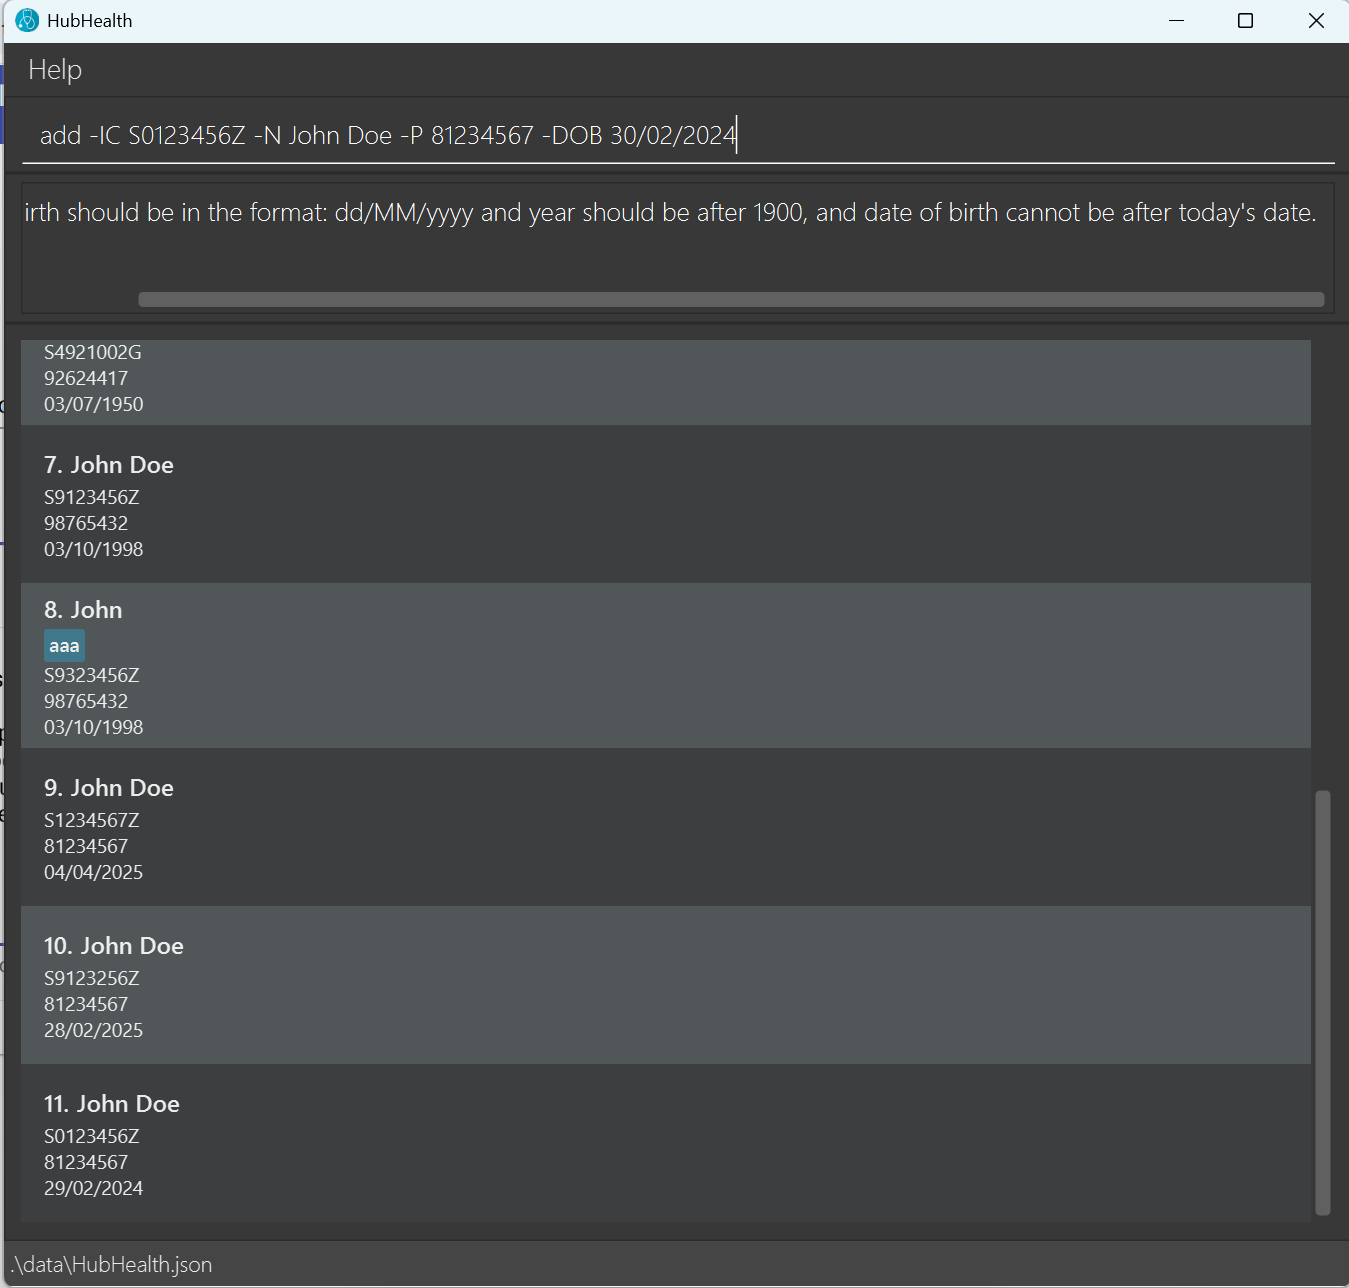 HubHealth
Help
add -IC S0123456Z -N John Doe -P 81234567 -DOB 30/02/2024
irth should be in the format: dd/MM/yyyy and year should be after 1900, and date of birth cannot be after today's date.
S4921002G
92624417
03/07/1950
7. John Doe
S9123456Z
98765432
03/10/1998
8. John
aaa
S9323456Z
98765432
03/10/1998
9. John Doe
S1234567Z
81234567
04/04/2025
10. John Doe
S9123256Z
81234567
28/02/2025
11. John Doe
S0123456Z
81234567
29/02/2024
.\data\HubHealth.json